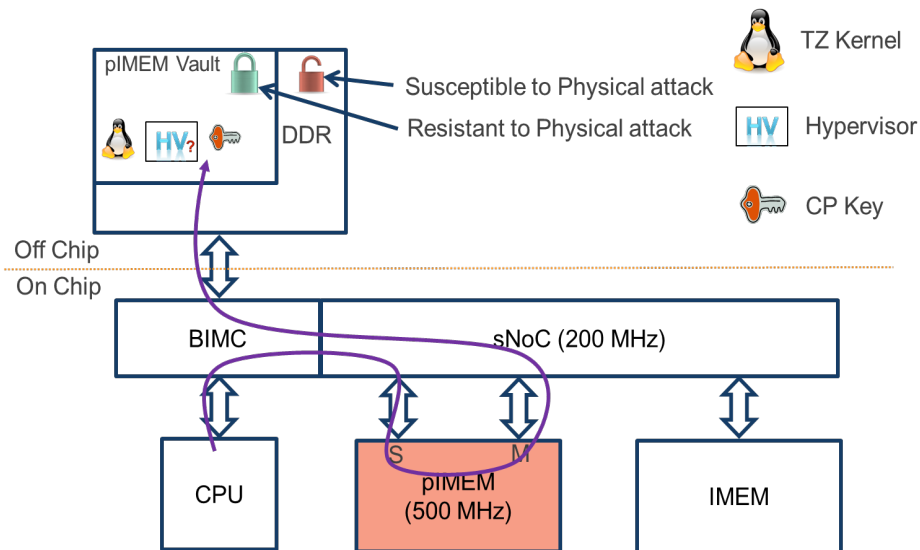 TZ Kernel
pIMEM Vault
Susceptible to Physical attack
Resistant to Physical attack
DDR
HV?
HV
Hypervisor
CP Key
Off Chip
On Chip
BIMC
sNoC (200 MHz)
S
M
CPU
pIMEM
(500 MHz)
IMEM